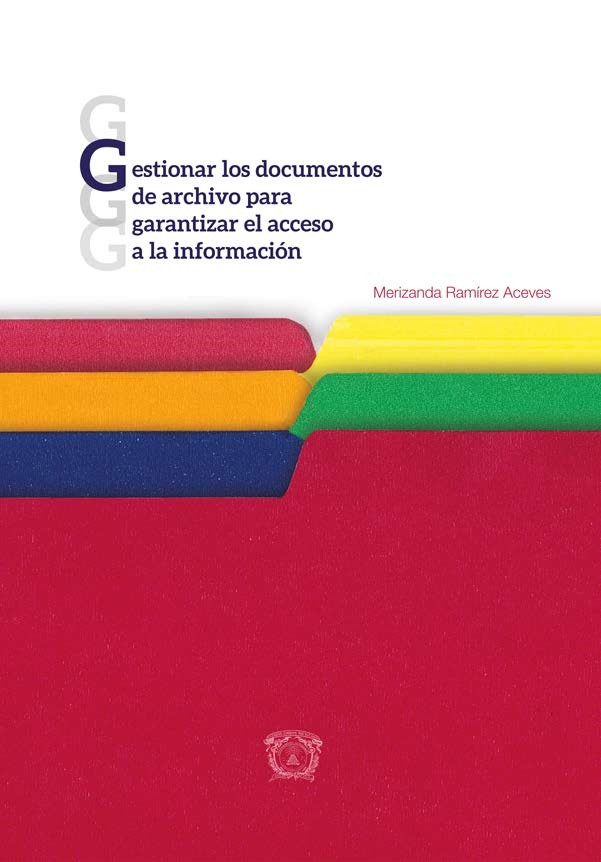 G
Gestionar los documentos
de archivo para
G
garantizar el acceso
G
a la información
Merizanda Ramírez Aceves